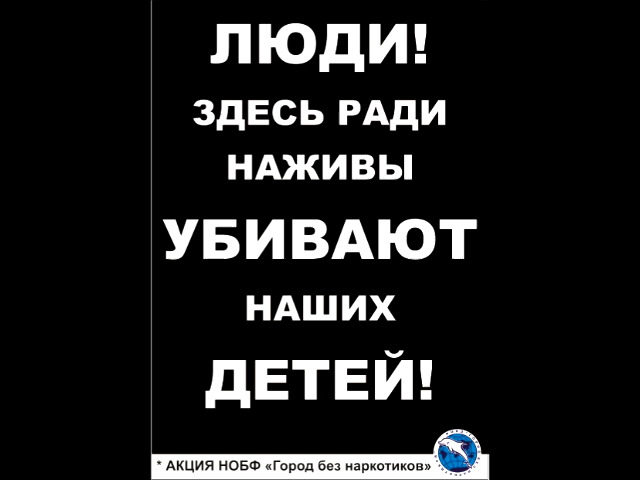 ЛЮДИ!
ЗДЕСЬ РАДИ
НАЖИВЫ
УБИВАЮТ
НАШИХ
ДЕТЕЙ!
* АКЦИЯ НОБФ «Город без наркотиков»